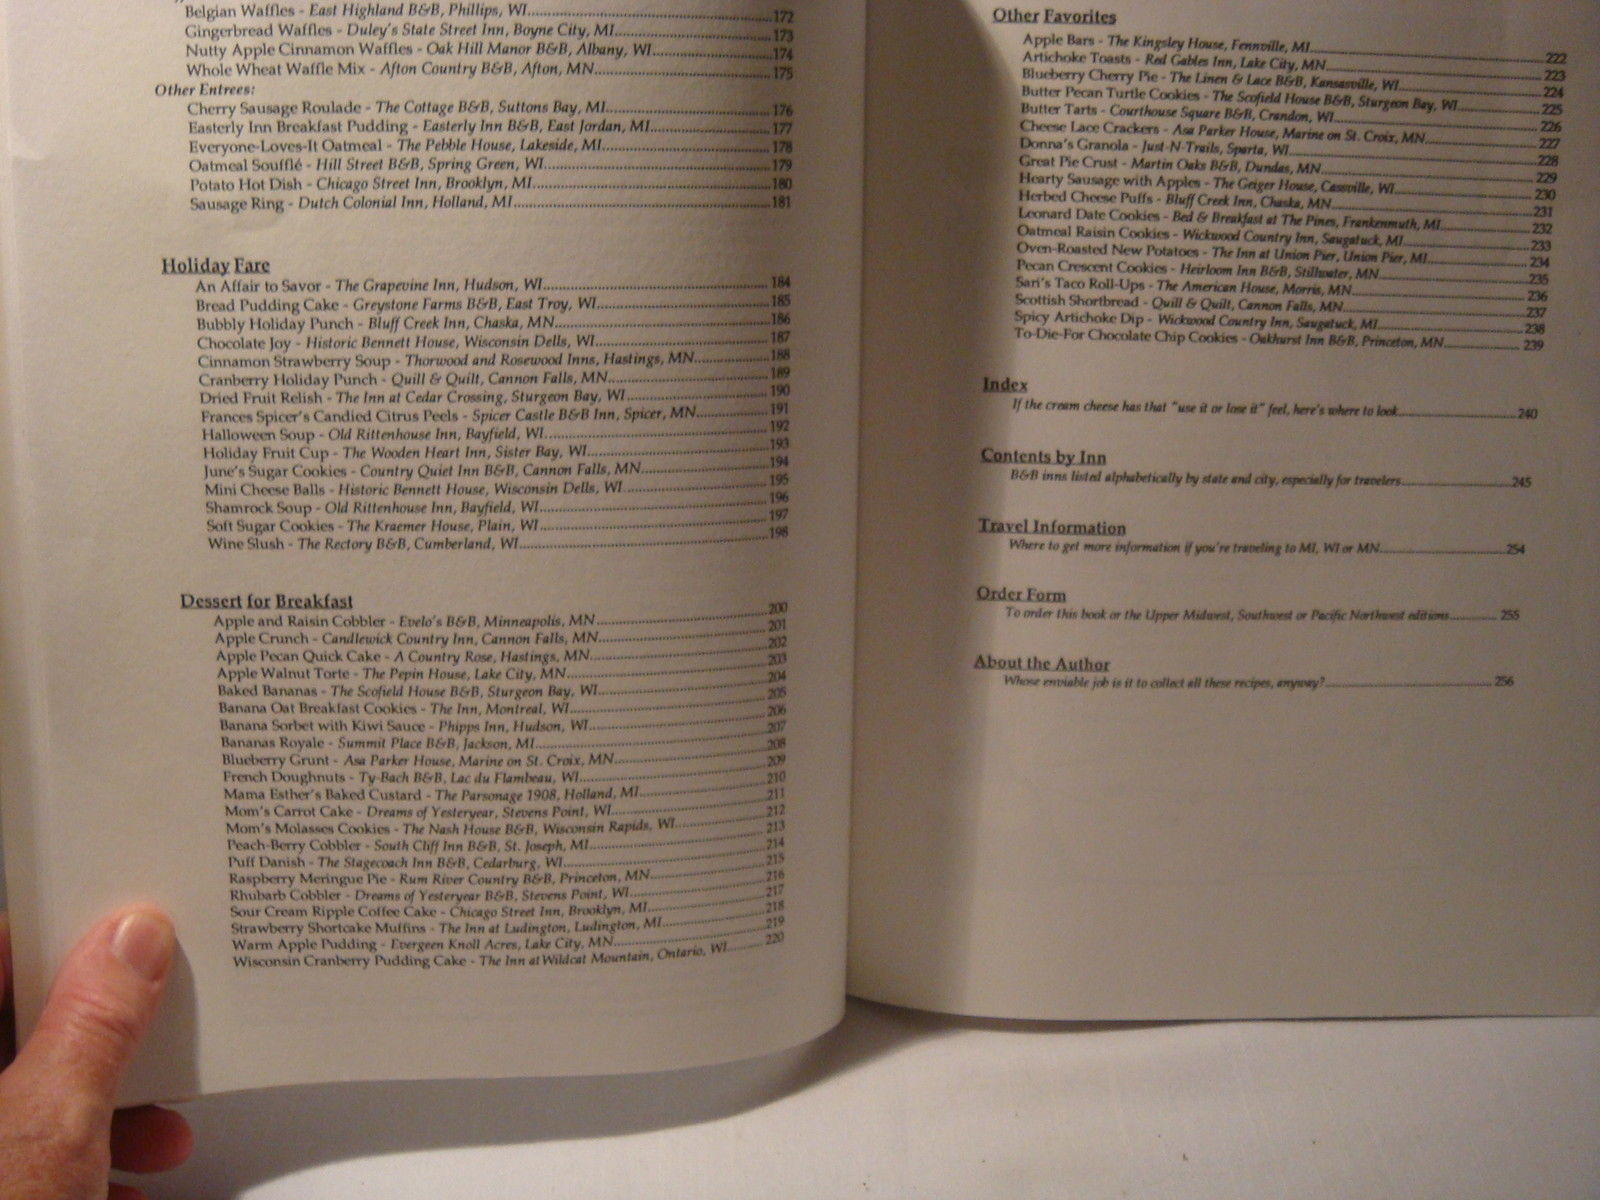 Belgian Waffles - East Highland B&B, Phillips, WI 172
Gingerbread Waffles - Duley's State Street Inn, Boyne City, MI 173
Nutty Apple Cinnamon Waffles - Oak Hill Manor B&B, Albany, WI 174
Whole Wheat Waffle Mix - Afton Country B&B, Afton, MN 175
Other Entrees:
Cherry Sausage Roulade - The Cottage B&B, Suttons Bay, MI 176
Easterly Inn Breakfast Pudding - Easterly Inn B&B, East Jordan, MI 177
Everyone-Loves-It Oatmeal - The Pebble House, Lakeside, MI 178
Oatmeal Soufflé - Hill Street B&B, Spring Green, WI 179
Potato Hot Dish - Chicago Street Inn, Brooklyn, MI 180
Sausage Ring - Dutch Colonial Inn, Holland, MI 181
Holiday Fare
An Affair to Savor - The Grapevine Inn, Hudson, WI 184
Bread Pudding Cake - Greystone Farms B&B, East Troy, WI 185
Bubbly Holiday Punch - Bluff Creek Inn, Chaska, MN 186
Chocolate Joy - Historic Bennett House, Wisconsin Dells, WI 187
Cinnamon Strawberry Soup - Thorwood and Rosewood Inns, Hastings, MN 188
Cranberry Holiday Punch - Quill & Quilt, Cannon Falls, MN 189
Dried Fruit Relish - The Inn at Cedar Crossing, Sturgeon Bay, WI 190
Frances Spicer's Candied Citrus Peels - Spicer Castle B&B Inn, Spicer, MN 191
Halloween Soup - Old Rittenhouse Inn, Bayfield, WI 192
Holiday Fruit Cup - The Wooden Heart Inn, Sister Bay, WI 193
June's Sugar Cookies - Country Quiet Inn B&B, Cannon Falls, MN 194
Mini Cheese Balls - Historic Bennett House, Wisconsin Dells, WI 195
Shamrock Soup - Old Rittenhouse Inn, Bayfield, WI 196
Soft Sugar Cookies - The Kraemer House, Plain, WI 197
Wine Slush - The Rectory B&B, Cumberland, WI 198
Dessert for Breakfast
Apple and Raisin Cobbler - Evelo's B&B, Minneapolis, MN 200
Apple Crunch - Candlewick Country Inn, Cannon Falls, MN 201
Apple Pecan Quick Cake - A Country Rose, Hastings, MN 202
Apple Walnut Torte - The Pepin House, Lake City, MN 203
Baked Bananas - The Scofield House B&B, Sturgeon Bay, WI 204
Banana Oat Breakfast Cookies - The Inn, Montreal, WI 205
Banana Sorbet with Kiwi Sauce - Phipps Inn, Hudson, WI 206
Bananas Royale - Summit Place B&B, Jackson, MI 207
Blueberry Grunt - Asa Parker House, Marine on St. Croix, MN 208
French Doughnuts - Ty-Bach B&B, Lac du Flambeau, WI 209
Mama Esther's Baked Custard - The Parsonage 1908, Holland, MI 210
Mom's Carrot Cake - Dreams of Yesteryear, Stevens Point, WI 211
Mom's Molasses Cookies - The Nash House B&B, Wisconsin Rapids, WI 212
Peach-Berry Cobbler - South Cliff Inn B&B, St. Joseph, MI 213
Puff Danish - The Stagecoach Inn B&B, Cedarburg, WI 214
Raspberry Meringue Pie - Rum River Country B&B, Princeton, MN 215
Rhubarb Cobbler - Dreams of Yesteryear B&B, Stevens Point, WI 216
Sour Cream Ripple Coffee Cake - Chicago Street Inn, Brooklyn, MI 217
Strawberry Shortcake Muffins - The Inn at Ludington, Ludington, MI 218
Warm Apple Pudding - Evergeen Knoll Acres, Lake City, MN 219
Wisconsin Cranberry Pudding Cake - The Inn at Wildcat Mountain, Ontario, WI 220
Other Favorites
Apple Bars - The Kingsley House, Fennville, MI 222
Artichoke Toasts - Red Gables Inn, Lake City, MN 223
Blueberry Cherry Pie - The Linen & Lace B&B, Kansasville, WI 224
Butter Pecan Turtle Cookies - The Scofield House B&B, Sturgeon Bay, WI 225
Butter Tarts - Courthouse Square B&B, Crandon, WI 226
Cheese Lace Crackers - Asa Parker House, Marine on St. Croix, MN 227
Donna's Granola - Just-N-Trails, Sparta, WI 228
Great Pie Crust - Martin Oaks B&B, Dundas, MN 229
Hearty Sausage with Apples - The Geiger House, Cassville, WI 230
Herbed Cheese Puffs - Bluff Creek Inn, Chaska, MN 231
Leonard Date Cookies - Bed & Breakfast at The Pines, Frankenmuth, MI 232
Oatmeal Raisin Cookies - Wickwood Country Inn, Saugatuck, MI 233
Oven-Roasted New Potatoes - The Inn at Union Pier, Union Pier, MI 234
Pecan Crescent Cookies - Heirloom Inn B&B, Stillwater, MN 235
Sari's Taco Roll-Ups - The American House, Morris, MN 236
Scottish Shortbread - Quill & Quilt, Cannon Falls, MN 237
Spicy Artichoke Dip - Wickwood Country Inn, Saugatuck, MI 238
To-Die-For Chocolate Chip Cookies - Oakhurst Inn B&B, Princeton, MN 239
Index
If the cream cheese has that "use it or lose it" feel, here's where to look 240
Contents by Inn
B&B inns listed alphabetically by state and city, especially for travelers 245
Travel Information
Where to get more information if you're traveling to MI, WI or MN 254
Order Form
To order this book or the Upper Midwest, Southwest or Pacific Northwest editions 255
About the Author
Whose enviable job is it to collect all these recipes, anyway? 256